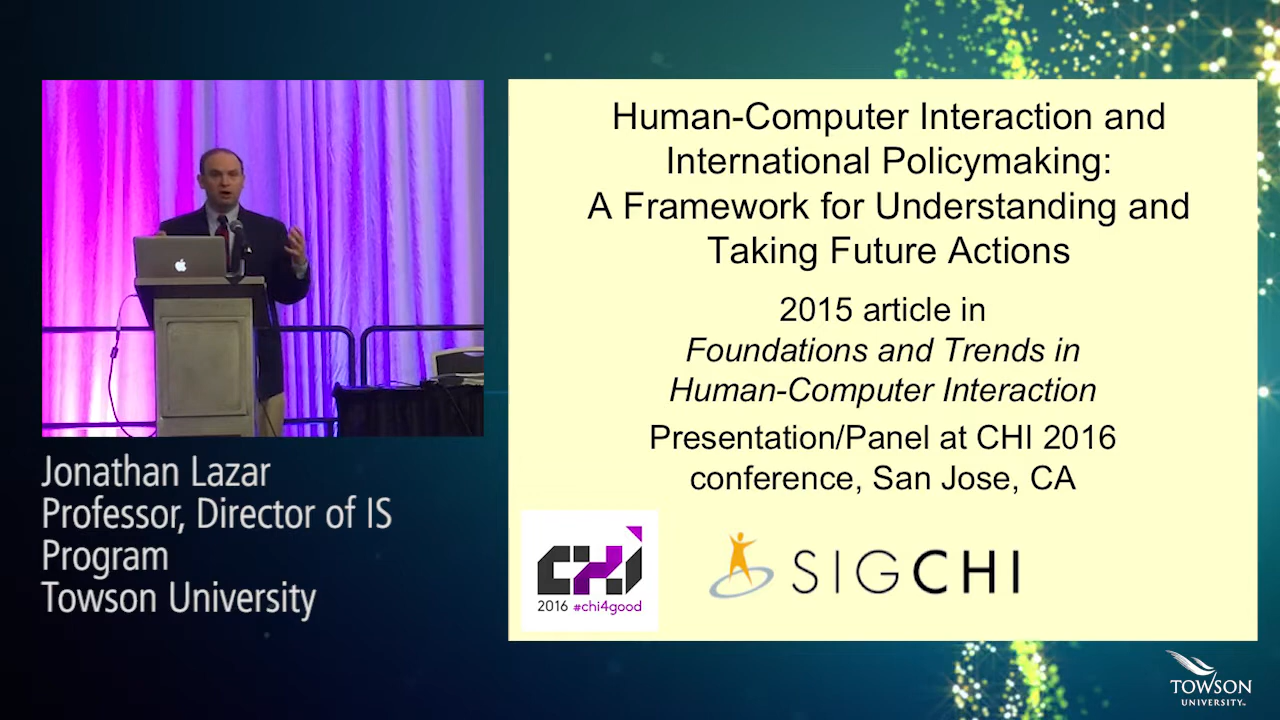 Human-Computer Interaction and
International Policymaking:
A Framework for Understanding and
Taking Future Actions
2015 article in
Foundations and Trends in
Human-Computer Interaction
Presentation/Panel at CHI 2016
conference, San Jose, CA
CHI
2016 #chi4good
SIGCHI
Jonathan Lazar
Professor, Director of IS
Program
Towson University
TOWSON
UNIVERSITY™